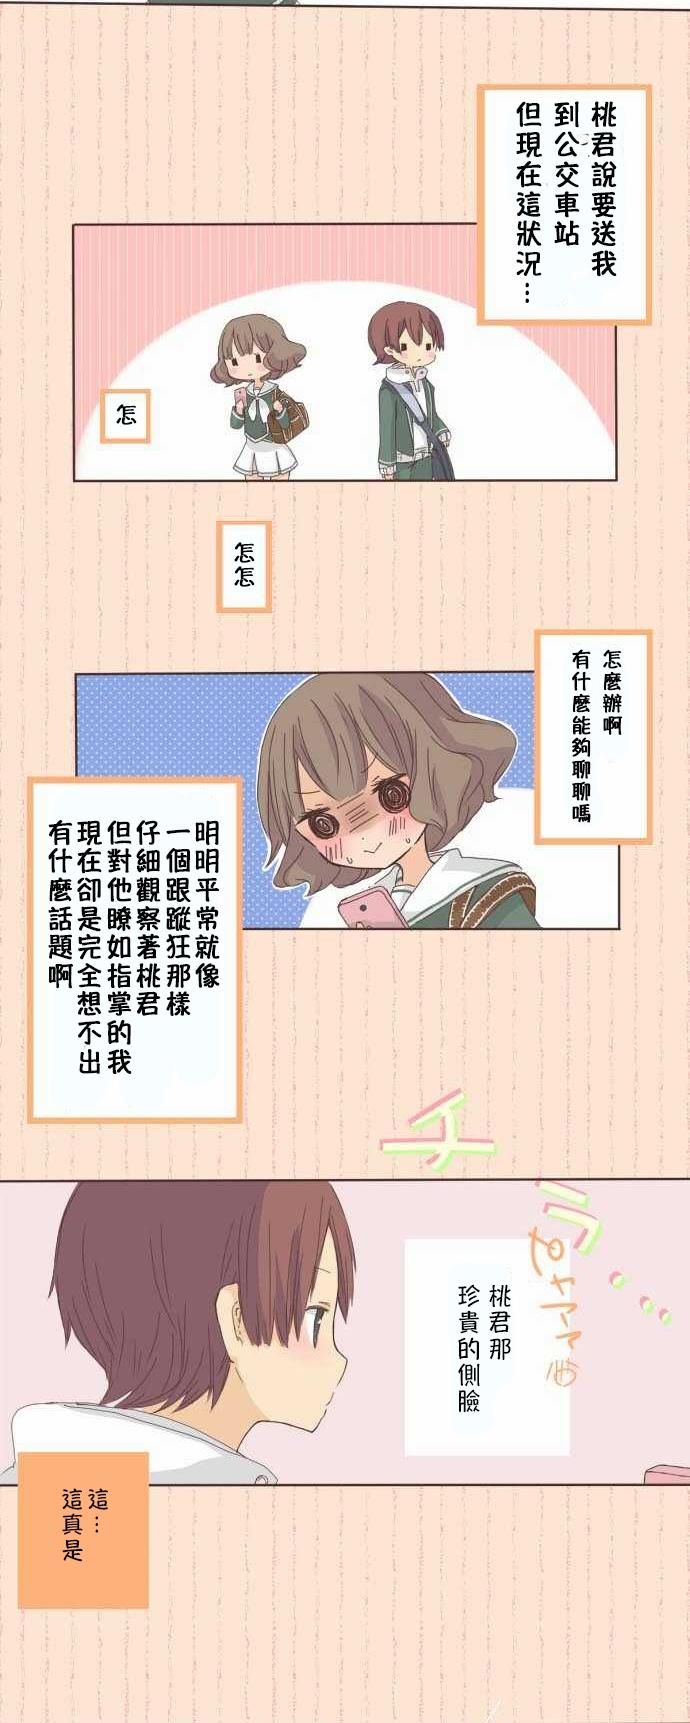 桃君說要送我
到公交車站
但現在這狀況…
怎
怎怎
怎麼辦啊
有什麼能夠聊聊嗎
明明平常就像
一個跟蹤狂那樣
仔細觀察著桃君
但對他瞭如指掌的我
現在卻是完全想不出
有什麼話題啊
チラ・・・
ピャァァァ
桃君那
珍貴的側臉
這…
這真是